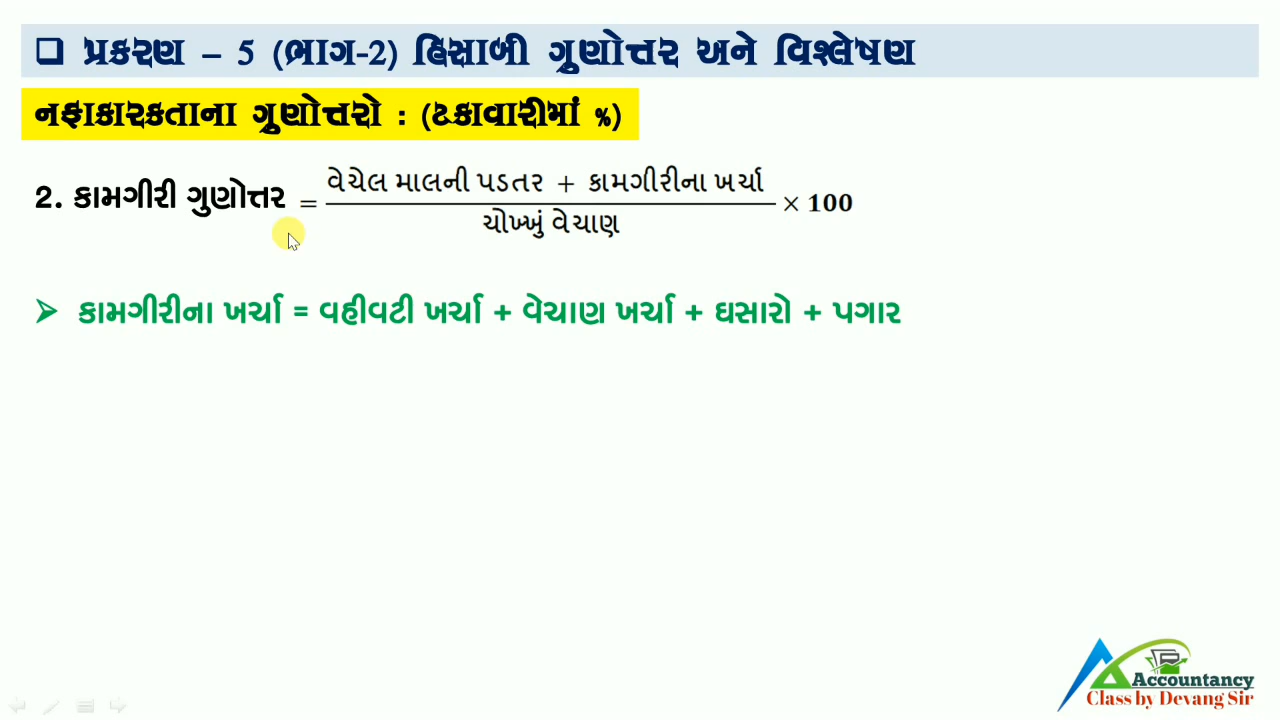 ❑ પ્રકરણ – 5 (ભાગ-2) હિસાબી ગુણોત્તર અને વિશ્લેષણ
નફાકારકતાના ગુણોત્તરો : (ટકાવારીમાં %)
2. કામગીરી ગુણોત્તર = વેચેલ માલની પડતર + કામગીરીના ખર્ચા / ચોખ્ખું વેચાણ × 100
➢ કામગીરીના ખર્ચા = વહીવટી ખર્ચા + વેચાણ ખર્ચા + ઘસારો + પગાર
Accountancy
Class by Devang Sir